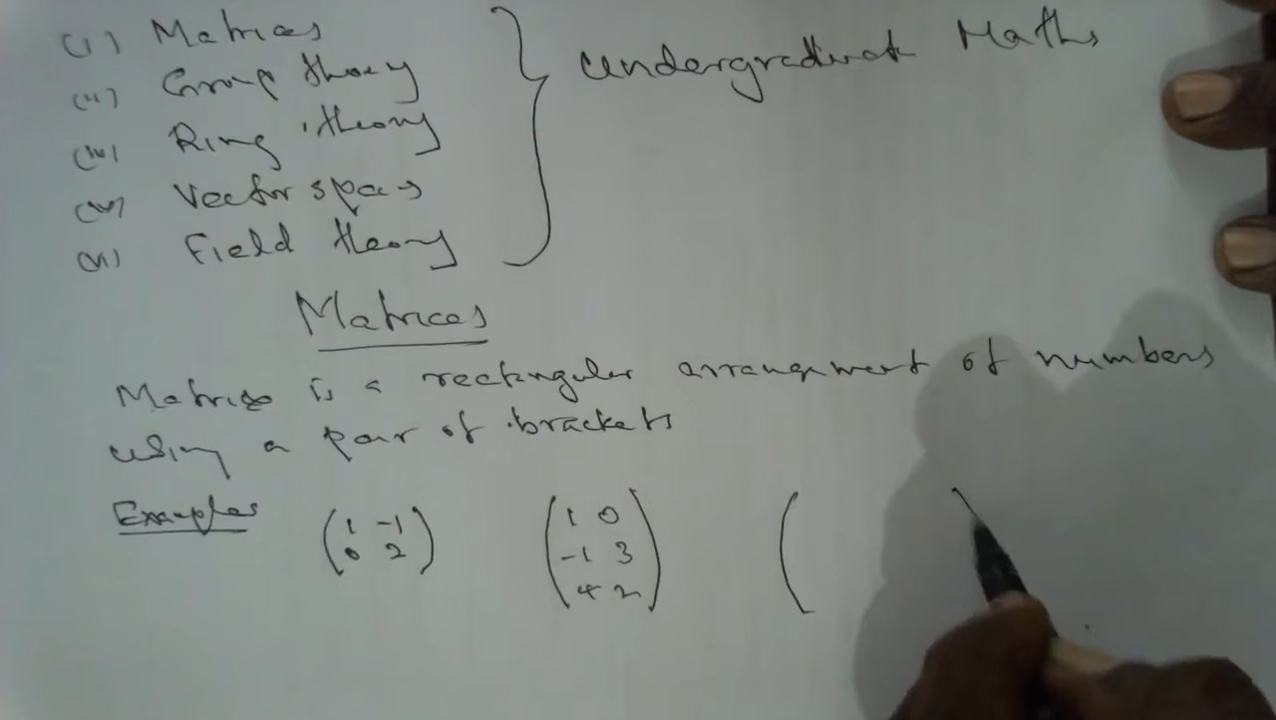 (i) Matrices
(ii) Group theory
(iii) Ring theory
(iv) Vector spaces
(v) Field theory
} Undergraduate Maths
Matrices
Matrix is a rectangular arrangement of numbers
using a pair of brackets
Examples
( 1 -1
0 2 )
( 1 0
-1 3
4 2 )
(